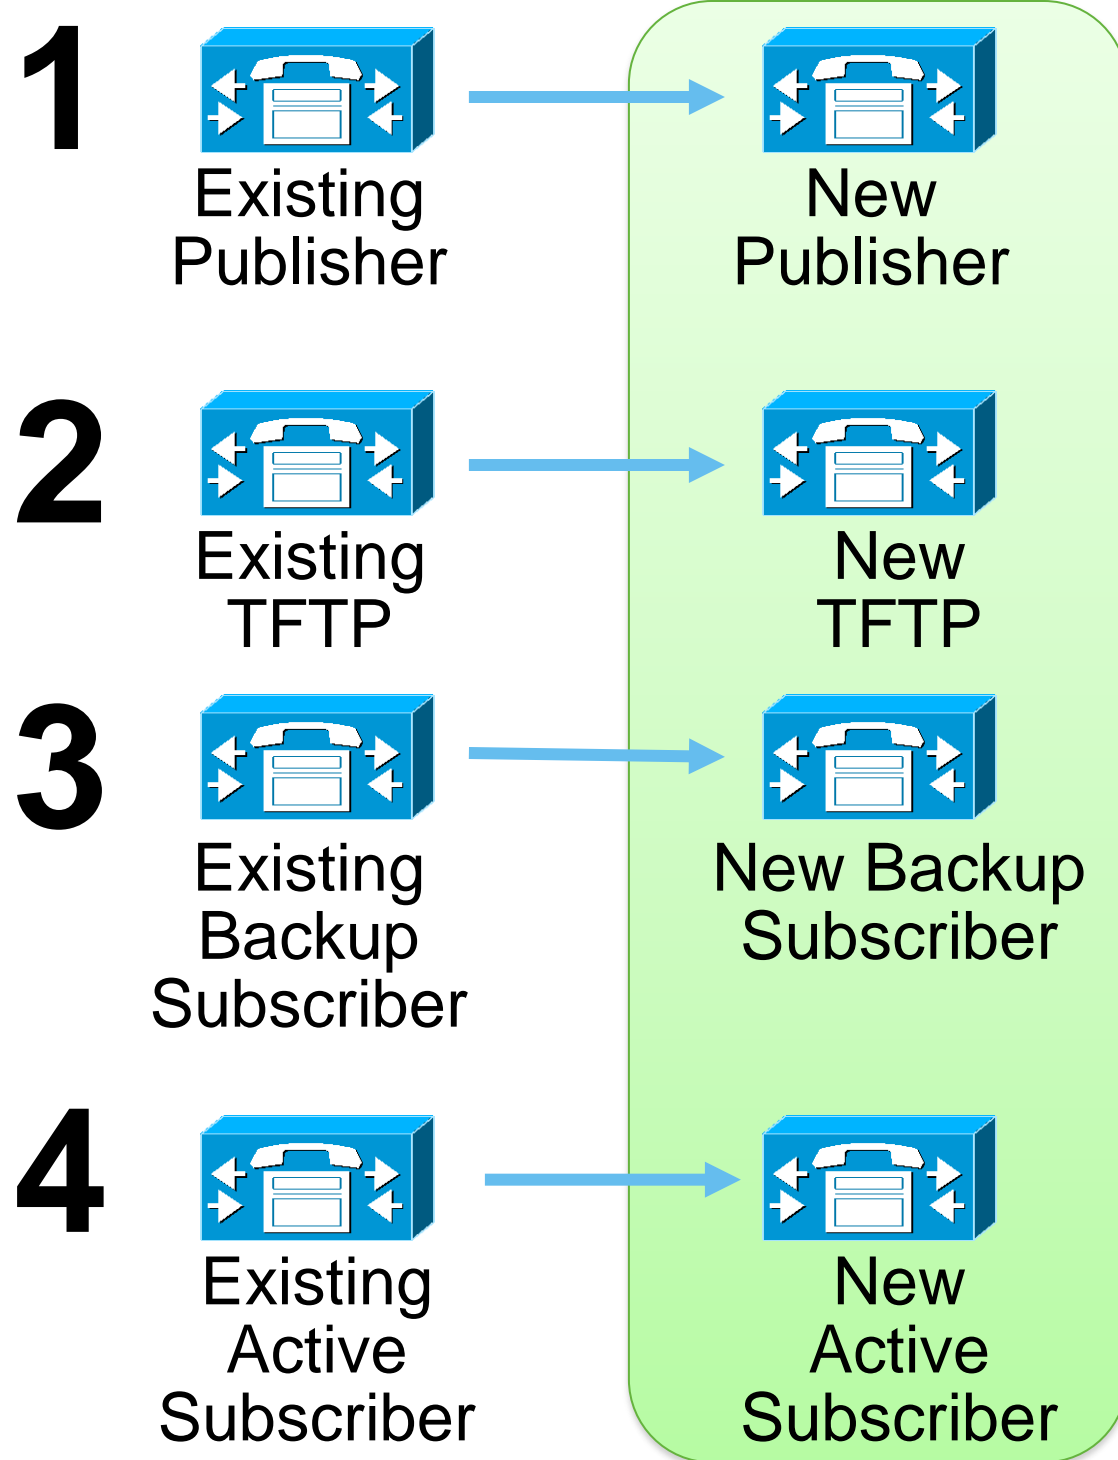 1
Existing
Publisher
New
Publisher
2
Existing
TFTP
New
TFTP
3
Existing
Backup
Subscriber
New Backup
Subscriber
4
Existing
Active
Subscriber
New
Active
Subscriber